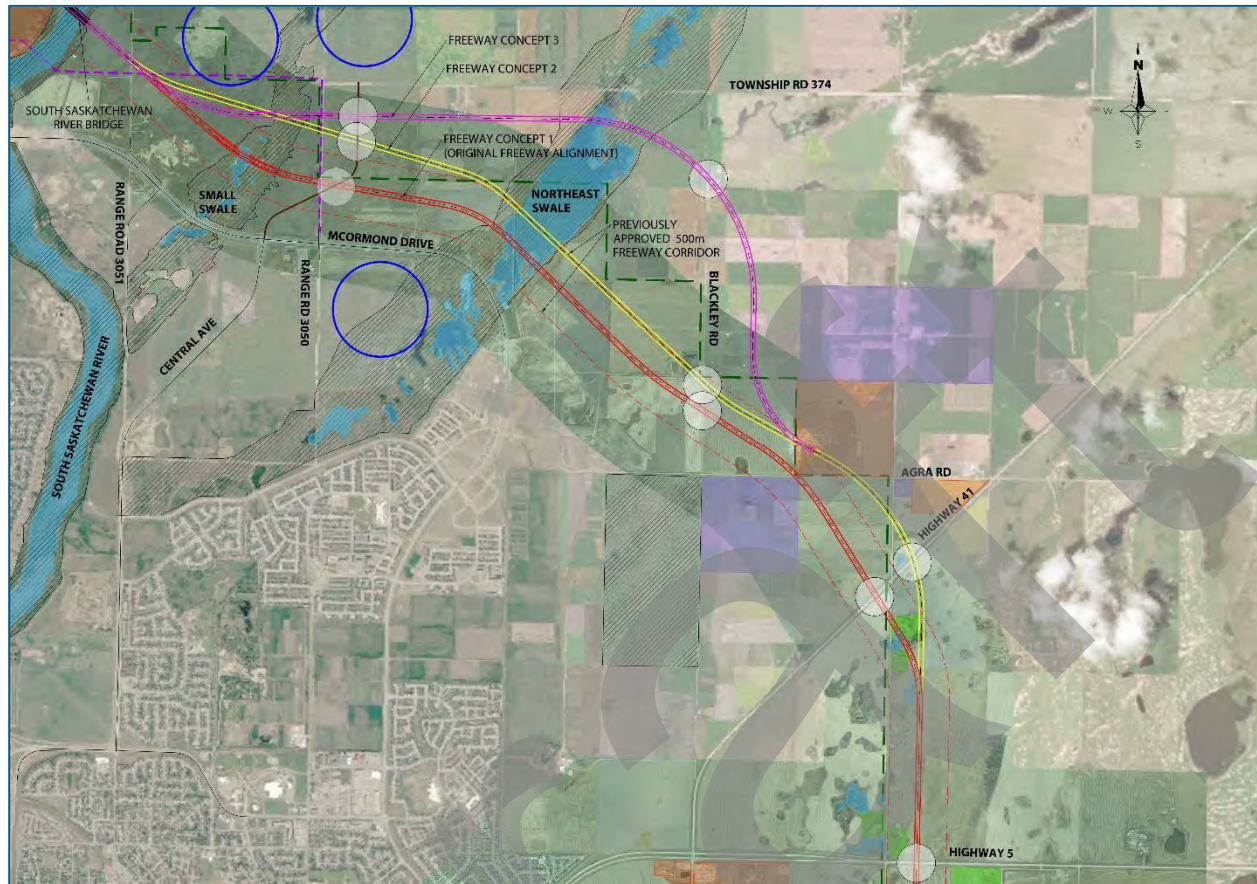 FREEWAY CONCEPT 3
FREEWAY CONCEPT 2
N
W
E
S
TOWNSHIP RD 374
SOUTH SASKATCHEWAN
RIVER BRIDGE
FREEWAY CONCEPT 1
(ORIGINAL FREEWAY ALIGNMENT)
RANGE ROAD 3051
SMALL
SWALE
NORTHEAST
SWALE
MCORMOND DRIVE
PREVIOUSLY
APPROVED 500m
FREEWAY CORRIDOR
RANGE RD 3050
BLACKLEY RD
CENTRAL AVE
SOUTH SASKATCHEWAN RIVER
AGRA RD
HIGHWAY 41
HIGHWAY 5